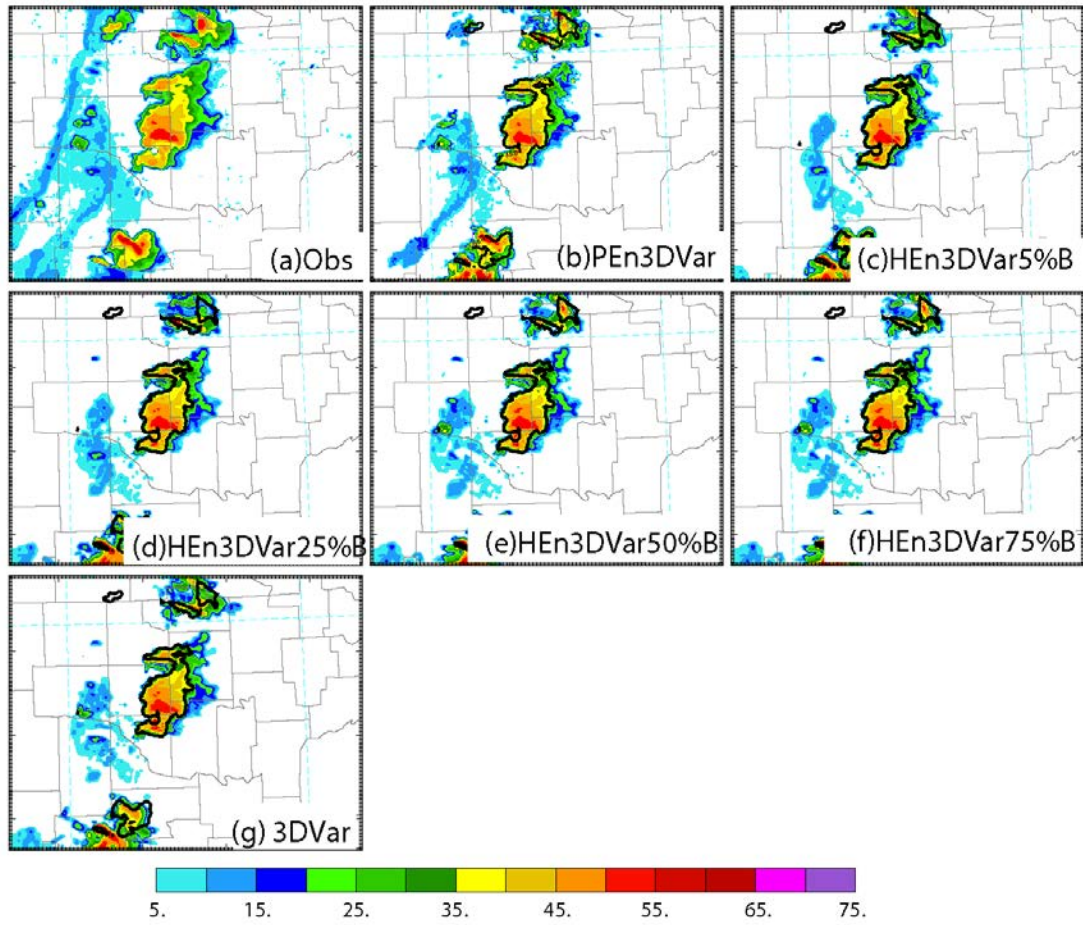 (a)Obs
(b)PEn3DVar
(c)HEn3DVar5%B
(d)HEn3DVar25%B
(e)HEn3DVar50%B
(f)HEn3DVar75%B
(g) 3DVar
5. 15. 25. 35. 45. 55. 65. 75.